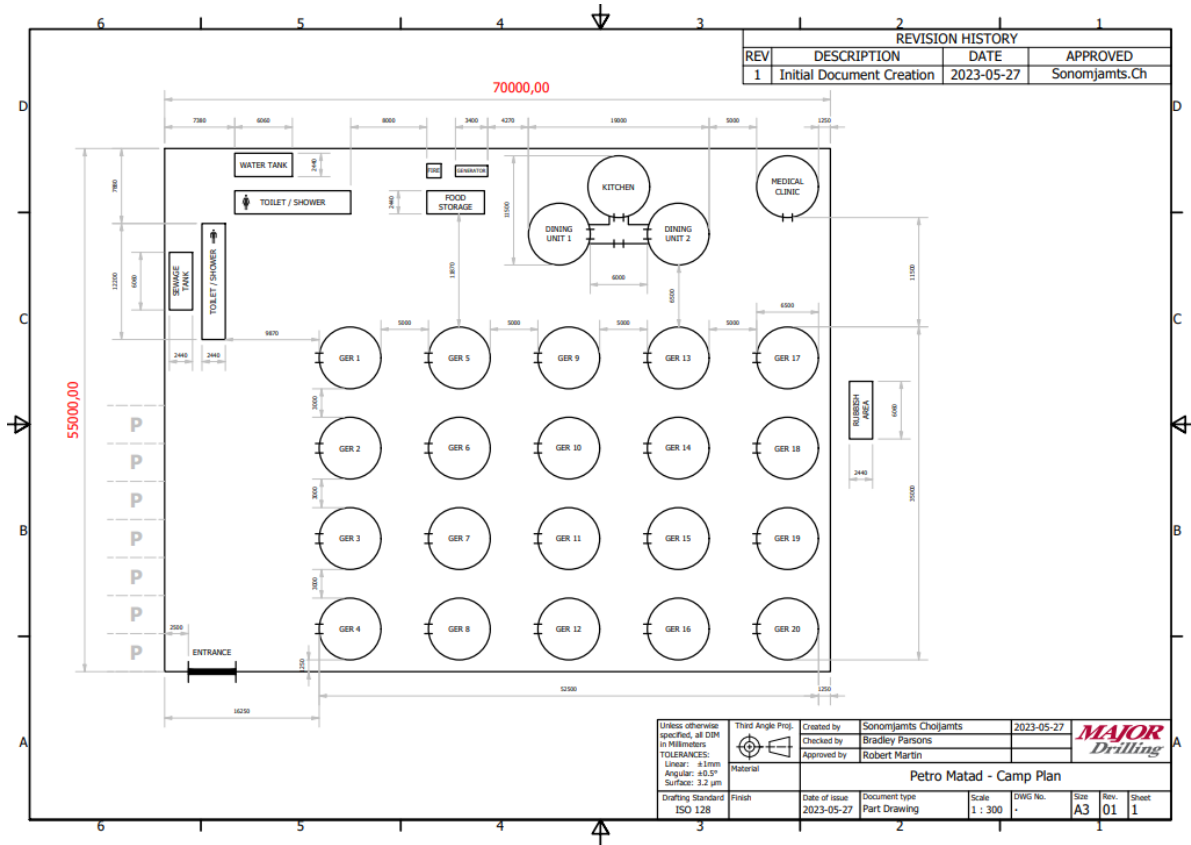 6 5 4 3 2 1
REVISION HISTORY
REV DESCRIPTION DATE APPROVED
1 Initial Document Creation 2023-05-27 Sonomjamts.Ch
D D
70000,00
7380 6060 8000 3400 4270 19000 5000 1250
WATER TANK
2440
FIRE
GENERATOR
KITCHEN
MEDICAL
CLINIC
7880
TOILET / SHOWER
2460
FOOD
STORAGE
11500
DINING
UNIT 1
DINING
UNIT 2
12200
6060
SEWAGE
TANK
TOILET / SHOWER
11870
6000
6500
11500
6500
C C
9870 5000 5000 5000 5000
2440 2440
GER 1 GER 5 GER 9 GER 13 GER 17
55000,00
3000
RUBBISH
AREA
6060
2440
P
GER 2 GER 6 GER 10 GER 14 GER 18
P
P
3000
35000
B B
P
GER 3 GER 7 GER 11 GER 15 GER 19
P
3000
P
2500
GER 4 GER 8 GER 12 GER 16 GER 20
P
ENTRANCE
1250
52500 1250
16250
A A
Unless otherwise
specified, all DIM
in Millimeters
TOLERANCES:
Linear: ±1mm
Angular: ±0.5°
Surface: 3.2 µm
Third Angle Proj.
Material
Created by Sonomjamts Choijamts 2023-05-27
Checked by Bradley Parsons
Approved by Robert Martin
MAJOR
Drilling
Petro Matad - Camp Plan
Drafting Standard
ISO 128
Finish
Date of issue
2023-05-27
Document type
Part Drawing
Scale
1 : 300
DWG No.
-
Size
A3
Rev.
01
Sheet
1
6 5 4 3 2 1